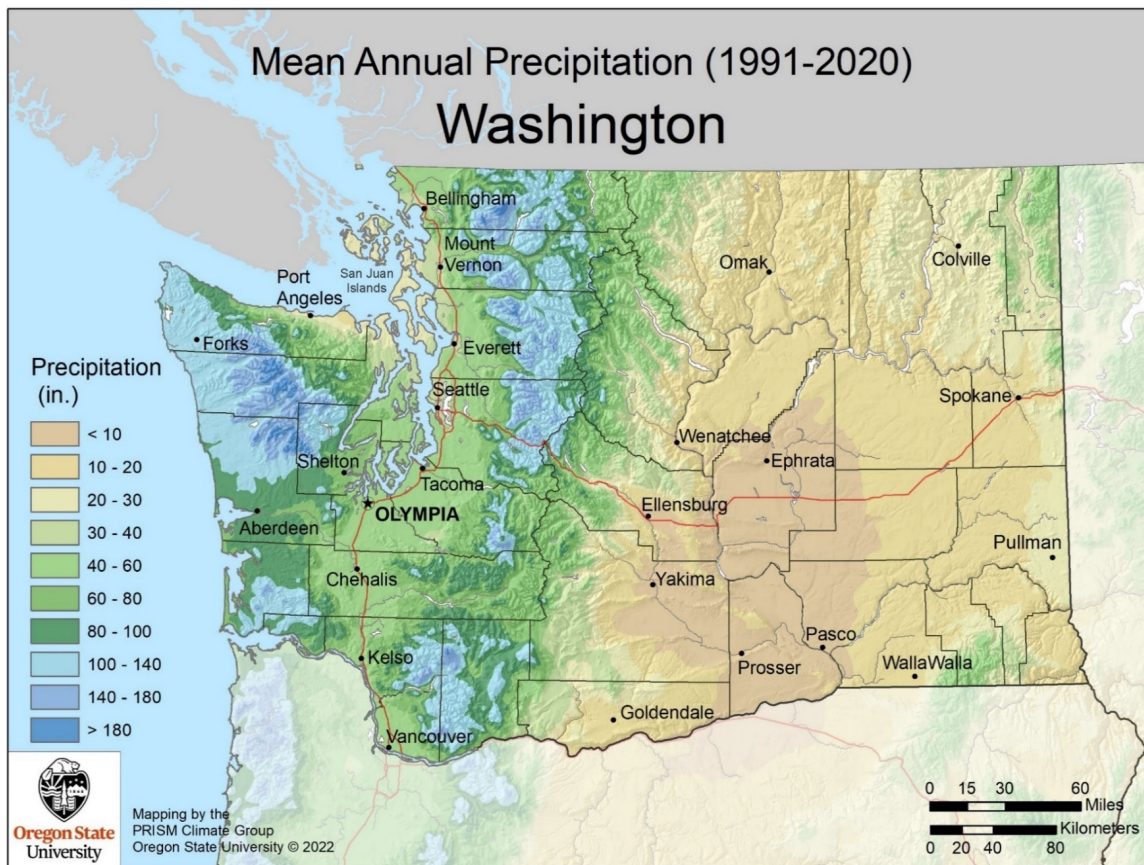 Mean Annual Precipitation (1991-2020)
Washington
Bellingham
Mount
Vernon
San Juan
Islands
Port
Angeles
Omak
Colville
Forks
Everett
Seattle
Spokane
Wenatchee
Ephrata
Shelton
Tacoma
Ellensburg
OLYMPIA
Aberdeen
Pullman
Chehalis
Yakima
Pasco
Kelso
Prosser
WallaWalla
Goldendale
Vancouver
Precipitation
(in.)
< 10
10 - 20
20 - 30
30 - 40
40 - 60
60 - 80
80 - 100
100 - 140
140 - 180
> 180
Oregon State
University
Mapping by the
PRISM Climate Group
Oregon State University © 2022
0 15 30 60
Miles
Kilometers
0 20 40 80